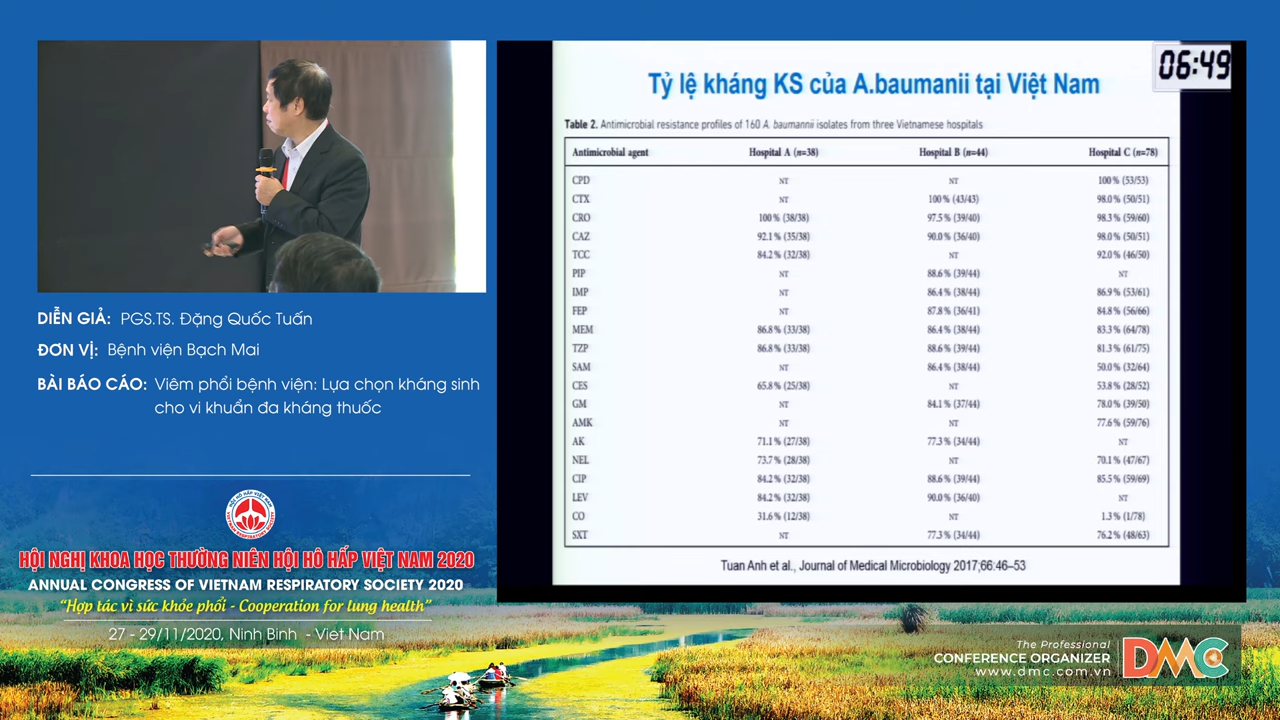 DIỄN GIẢ: PGS.TS. Đặng Quốc Tuấn
ĐƠN VỊ: Bệnh viện Bạch Mai
BÀI BÁO CÁO: Viêm phổi bệnh viện: Lựa chọn kháng sinh
cho vi khuẩn đa kháng thuốc
HỘI HÔ HẤP VIỆT NAM
VIETNAM RESPIRATORY SOCIETY
HỘI NGHỊ KHOA HỌC THƯỜNG NIÊN HỘI HÔ HẤP VIỆT NAM 2020
ANNUAL CONGRESS OF VIETNAM RESPIRATORY SOCIETY 2020
“Hợp tác vì sức khỏe phổi - Cooperation for lung health”
27 - 29/11/2020, Ninh Binh - Viet Nam
06:49
Tỷ lệ kháng KS của A.baumanii tại Việt Nam
Table 2. Antimicrobial resistance profiles of 160 A. baumannii isolates from three Vietnamese hospitals
Antimicrobial agent Hospital A (n=38) Hospital B (n=44) Hospital C (n=78)
CPD NT NT 100 % (53/53)
CTX NT 100 % (43/43) 98.0 % (50/51)
CRO 100 % (38/38) 97.5 % (39/40) 98.3 % (59/60)
CAZ 92.1 % (35/38) 90.0 % (36/40) 98.0 % (50/51)
TCC 84.2 % (32/38) NT 92.0 % (46/50)
PIP NT 88.6 % (39/44) NT
IMP NT 86.4 % (38/44) 86.9 % (53/61)
FEP NT 87.8 % (36/41) 84.8 % (56/66)
MEM 86.8 % (33/38) 86.4 % (38/44) 83.3 % (64/78)
TZP 86.8 % (33/38) 88.6 % (39/44) 81.3 % (61/75)
SAM NT 86.4 % (38/44) 50.0 % (32/64)
CES 65.8 % (25/38) NT 53.8 % (28/52)
GM NT 84.1 % (37/44) 78.0 % (39/50)
AMK NT NT 77.6 % (59/76)
AK 71.1 % (27/38) 77.3 % (34/44) NT
NEL 73.7 % (28/38) NT 70.1 % (47/67)
CIP 84.2 % (32/38) 88.6 % (39/44) 85.5 % (59/69)
LEV 84.2 % (32/38) 90.0 % (36/40) NT
CO 31.6 % (12/38) NT 1.3 % (1/78)
SXT NT 77.3 % (34/44) 76.2 % (48/63)
Tuan Anh et al., Journal of Medical Microbiology 2017;66:46–53
The Professional
CONFERENCE ORGANIZER
www.dmc.com.vn
DMC